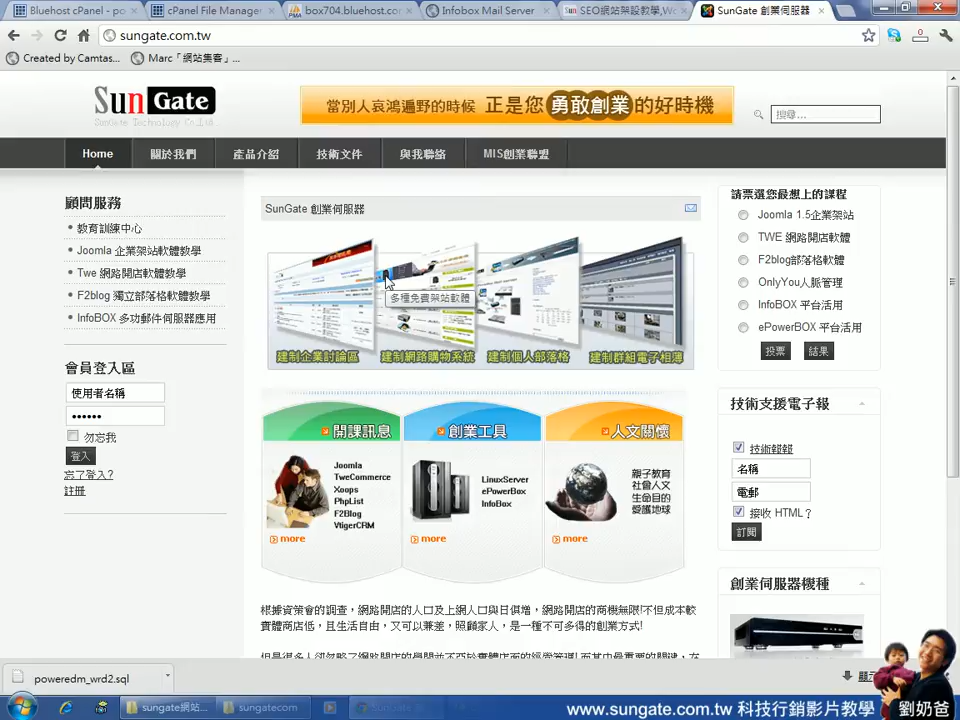 Bluehost cPanel - po
cPanel File Manager
box704.bluehost.co
Infobox Mail Server
SEO網站架設教學,Wo
SunGate 創業伺服器
sungate.com.tw
Created by Camtas...
Marc「網站集客」...
SunGate
SunGate Technology Co.Ltd.
當別人哀鴻遍野的時候 正是您 勇敢創業 的好時機
搜尋...
Home
關於我們
產品介紹
技術文件
與我聯絡
MIS創業聯盟
顧問服務
教育訓練中心
Joomla 企業架站軟體教學
Twe 網路開店軟體教學
F2blog 獨立部落格軟體教學
InfoBOX 多功郵件伺服器應用
會員登入區
使用者名稱
••••••
勿忘我
登入
忘了登入?
註冊
SunGate 創業伺服器
多種免費架站軟體
建制企業討論區
建制網路購物系統
建制個人部落格
建制群組電子相簿
開課訊息
Joomla
TweCommerce
Xoops
PhpList
F2Blog
VtigerCRM
more
創業工具
LinuxServer
ePowerBox
InfoBox
more
人文關懷
親子教育
社會人文
生命目的
愛護地球
more
根據資策會的調查，網路開店的人口及上網人口與日俱增，網路開店的商機無限!不但成本較
實體商店低，且生活自由，又可以兼差，照顧家人，是一種不可多得的創業方式!
請票選您最想上的課程
Joomla 1.5企業架站
TWE 網路開店軟體
F2blog部落格軟體
OnlyYou人脈管理
InfoBOX 平台活用
ePowerBOX 平台活用
投票
結果
技術支援電子報
技術報報
名稱
電郵
接收 HTML?
訂閱
創業伺服器機種
poweredm_wrd2.sql
sungate網站...
sungatecom
www.sungate.com.tw 科技行銷影片教學
劉奶爸